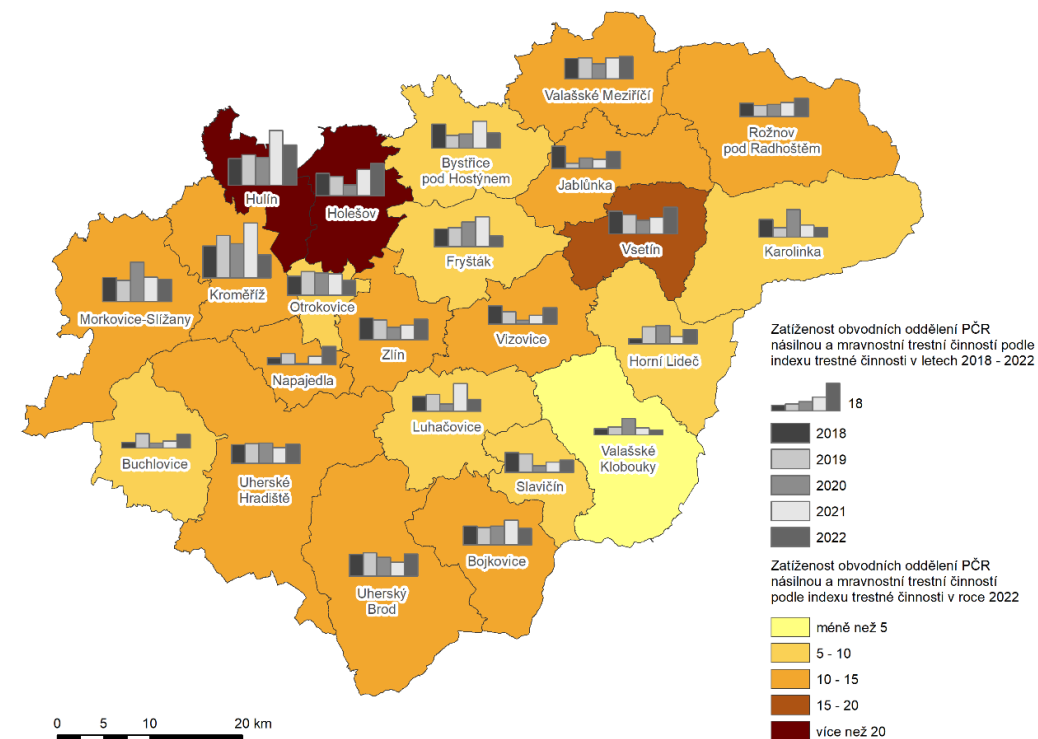 Valašské Meziříčí
Rožnov
pod Radhoštěm
Bystřice
pod Hostýnem
Jablůnka
Hulín
Holešov
Vsetín
Karolinka
Fryšták
Kroměříž
Otrokovice
Morkovice-Slížany
Zlín
Vizovice
Horní Lideč
Napajedla
Luhačovice
Buchlovice
Valašské
Klobouky
Uherské
Hradiště
Slavičín
Bojkovice
Uherský
Brod
Zatíženost obvodních oddělení PČR
násilnou a mravnostní trestní činností podle
indexu trestné činnosti v letech 2018 - 2022
18
2018
2019
2020
2021
2022
Zatíženost obvodních oddělení PČR
násilnou a mravnostní trestní činností
podle indexu trestné činnosti v roce 2022
méně než 5
5 - 10
10 - 15
15 - 20
více než 20
0 5 10 20 km